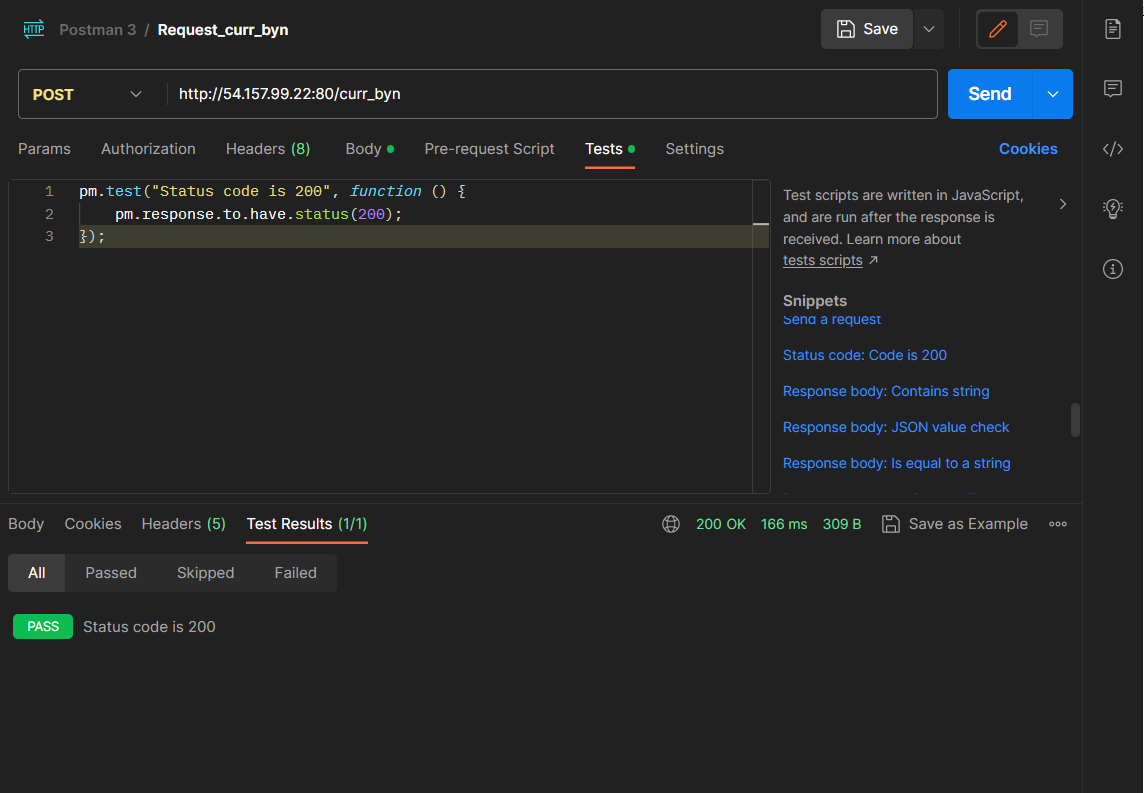 HTTP Postman 3 / Request_curr_byn Save
POST http://54.157.99.22:80/curr_byn Send
Params Authorization Headers (8) Body Pre-request Script Tests Settings Cookies
1 pm.test("Status code is 200", function () {
2 pm.response.to.have.status(200);
3 });
Test scripts are written in JavaScript,
and are run after the response is
received. Learn more about
tests scripts ↗
Snippets
Send a request
Status code: Code is 200
Response body: Contains string
Response body: JSON value check
Response body: Is equal to a string
Body Cookies Headers (5) Test Results (1/1) 200 OK 166 ms 309 B Save as Example
All Passed Skipped Failed
PASS Status code is 200